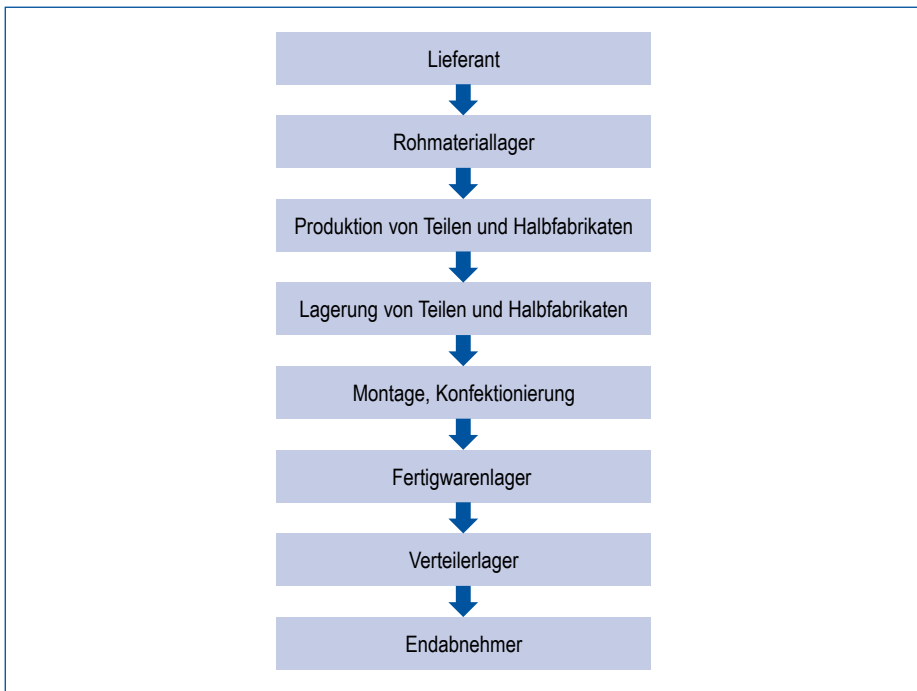 Lieferant
Rohmateriallager
Produktion von Teilen und Halbfabrikaten
Lagerung von Teilen und Halbfabrikaten
Montage, Konfektionierung
Fertigwarenlager
Verteilerlager
Endabnehmer